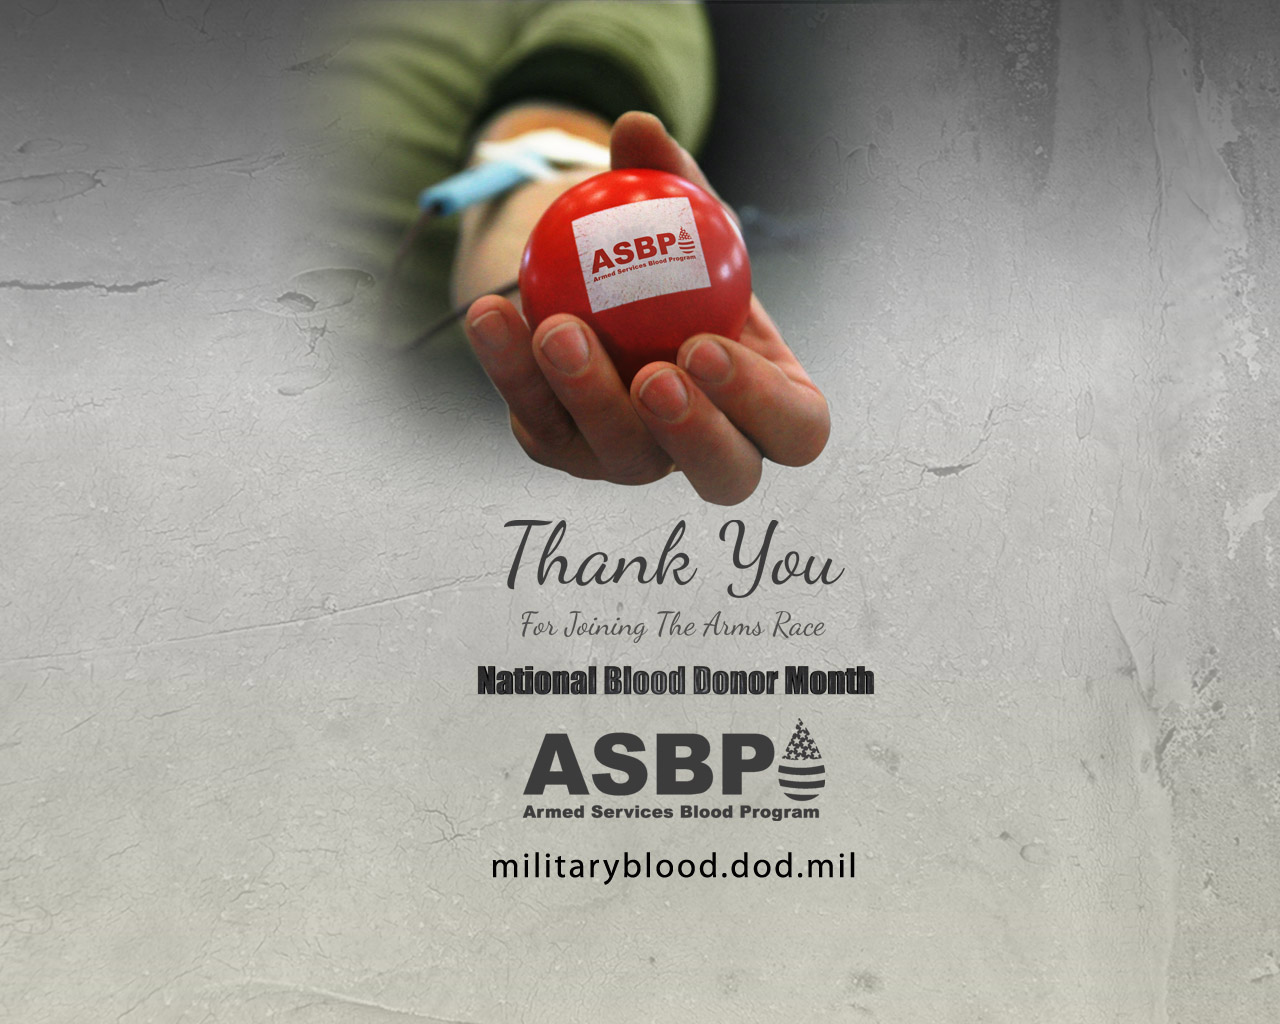 ASBP
Armed Services Blood Program
Thank You
For Joining The Arms Race
National Blood Donor Month
ASBP
Armed Services Blood Program
militaryblood.dod.mil